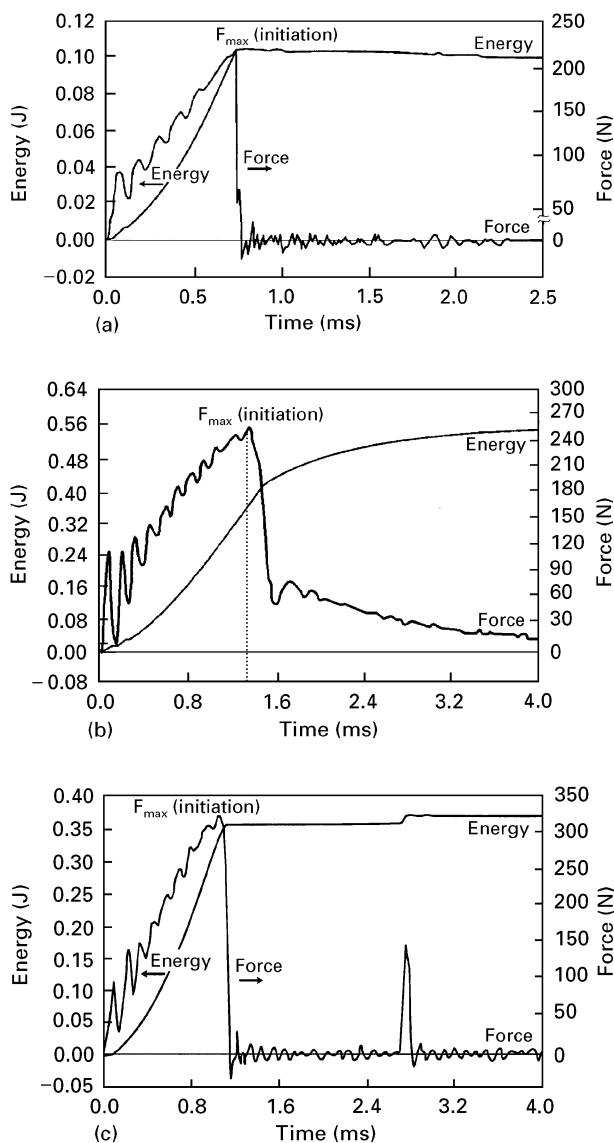 F_max (initiation)
Energy (J)
0.12
0.10
0.08
0.06
0.04
0.02
0.00
−0.02
Energy
Energy
Force
Force
250
200
150
100
50
0
Force (N)
0.0 0.5 1.0 1.5 2.0 2.5
Time (ms)
(a)
F_max (initiation)
Energy (J)
0.64
0.56
0.48
0.40
0.32
0.24
0.16
0.08
0.00
−0.08
Energy
Force
300
270
240
210
180
150
120
90
60
30
0
Force (N)
0.0 0.8 1.6 2.4 3.2 4.0
Time (ms)
(b)
F_max (initiation)
Energy (J)
0.40
0.35
0.30
0.25
0.20
0.15
0.10
0.05
0.00
−0.05
Energy
Energy
Force
Force
350
300
250
200
150
100
50
0
Force (N)
0.0 0.8 1.6 2.4 3.2 4.0
Time (ms)
(c)